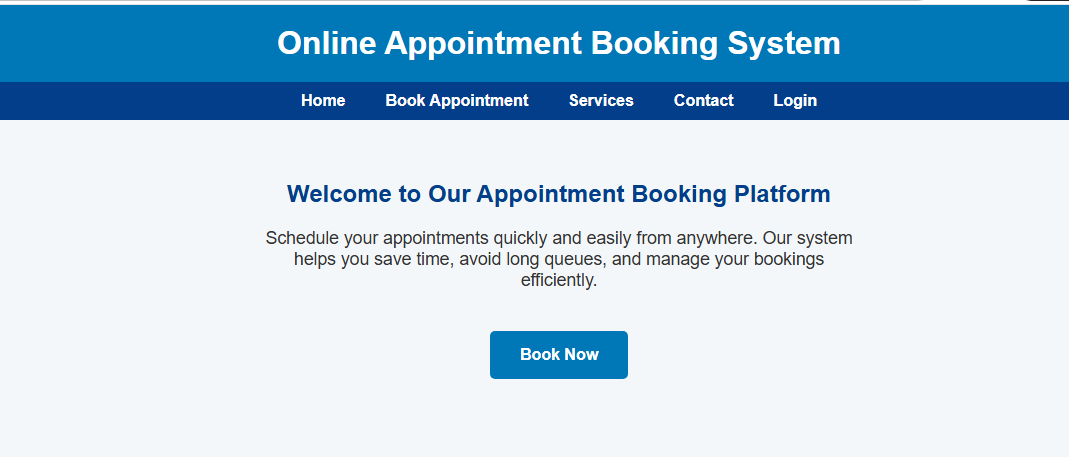 Online Appointment Booking System
Home Book Appointment Services Contact Login
Welcome to Our Appointment Booking Platform
Schedule your appointments quickly and easily from anywhere. Our system
helps you save time, avoid long queues, and manage your bookings
efficiently.
Book Now